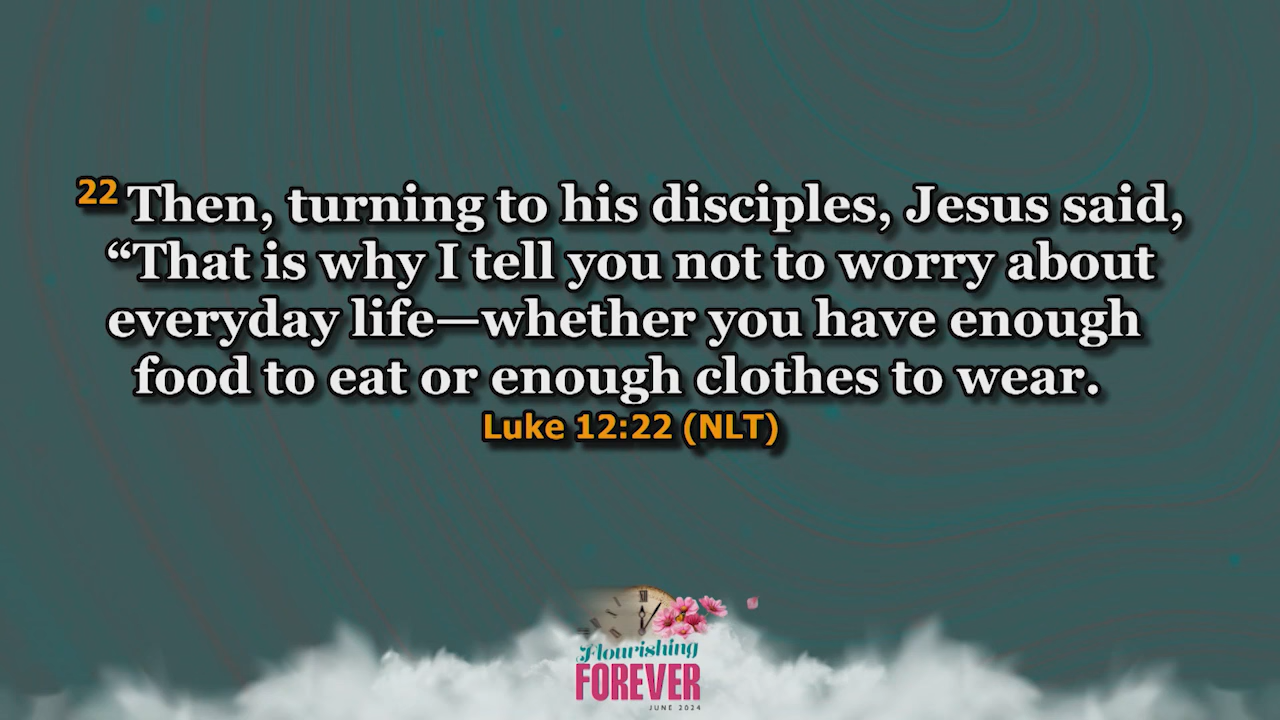 22 Then, turning to his disciples, Jesus said,
“That is why I tell you not to worry about
everyday life—whether you have enough
food to eat or enough clothes to wear.
Luke 12:22 (NLT)
Flourishing
FOREVER
JUNE 2024